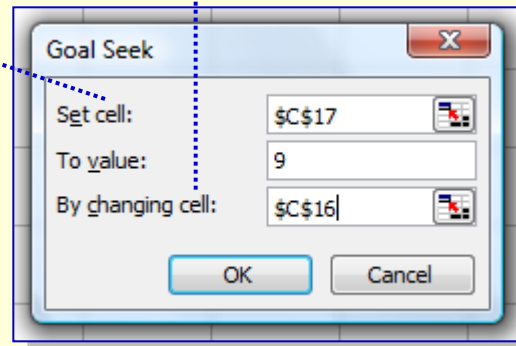 Goal Seek
Set cell: $C$17
To value: 9
By changing cell: $C$16
OK Cancel